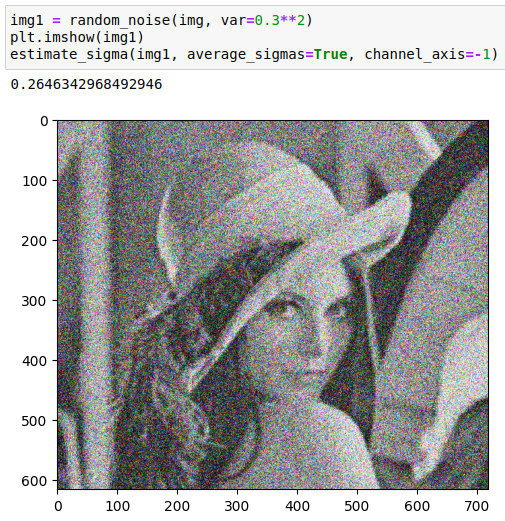 img1 = random_noise(img, var=0.3**2)
plt.imshow(img1)
estimate_sigma(img1, average_sigmas=True, channel_axis=-1)
0.2646342968492946
0
100
200
300
400
500
600
0 100 200 300 400 500 600 700